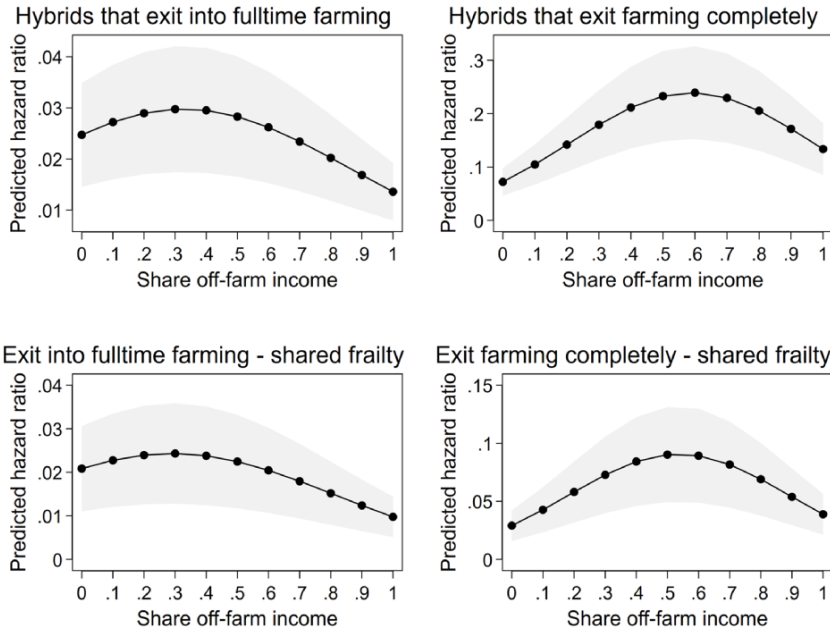 Hybrids that exit into fulltime farming
Predicted hazard ratio
.04
.03
.02
.01
0 .1 .2 .3 .4 .5 .6 .7 .8 .9 1
Share off-farm income
Hybrids that exit farming completely
Predicted hazard ratio
.3
.2
.1
0
0 .1 .2 .3 .4 .5 .6 .7 .8 .9 1
Share off-farm income
Exit into fulltime farming - shared frailty
Predicted hazard ratio
.04
.03
.02
.01
0
0 .1 .2 .3 .4 .5 .6 .7 .8 .9 1
Share off-farm income
Exit farming completely - shared frailty
Predicted hazard ratio
.15
.1
.05
0
0 .1 .2 .3 .4 .5 .6 .7 .8 .9 1
Share off-farm income